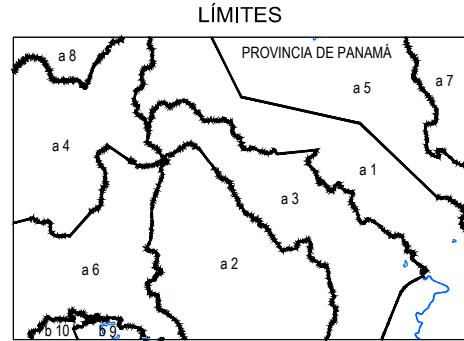 LÍMITES
a 8
PROVINCIA DE PANAMÁ
a 5
a 7
a 4
a 1
a 3
a 6
a 2
b 10
b 9